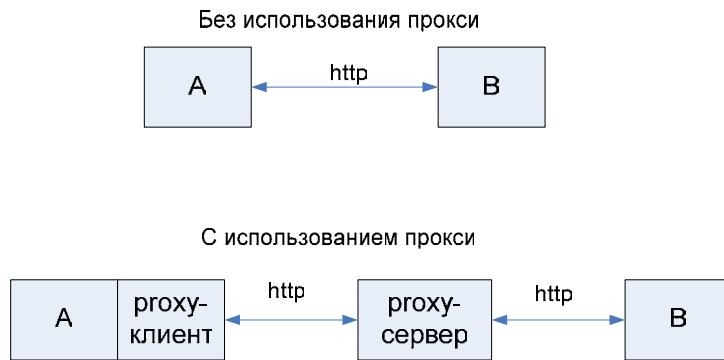 Без использования прокси
A
http
B
С использованием прокси
A
proxy-
клиент
http
proxy-
сервер
http
B